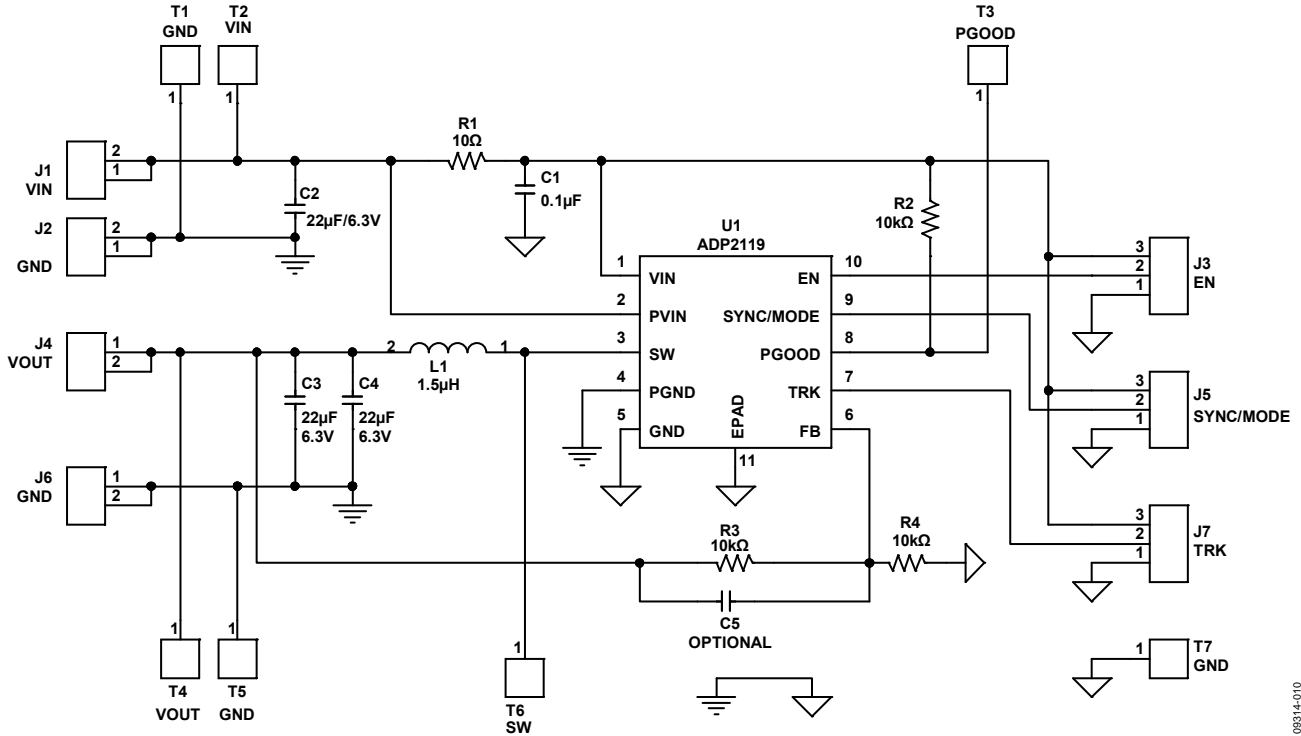 T1
GND
T2
VIN
T3
PGOOD
1
1
1
J1
VIN
2
1
R1
10Ω
C2
22µF/6.3V
C1
0.1µF
R2
10kΩ
J2
GND
2
1
U1
ADP2119
1
VIN
2
PVIN
3
SW
4
PGND
5
GND
10
EN
9
SYNC/MODE
8
PGOOD
7
TRK
6
FB
EPAD
11
3
2
1
J3
EN
J4
VOUT
1
2
2
L1
1.5µH
1
C3
22µF
6.3V
C4
22µF
6.3V
3
2
1
J5
SYNC/MODE
J6
GND
1
2
R3
10kΩ
R4
10kΩ
C5
OPTIONAL
3
2
1
J7
TRK
1
T4
VOUT
1
T5
GND
1
T6
SW
1
T7
GND
09314-010